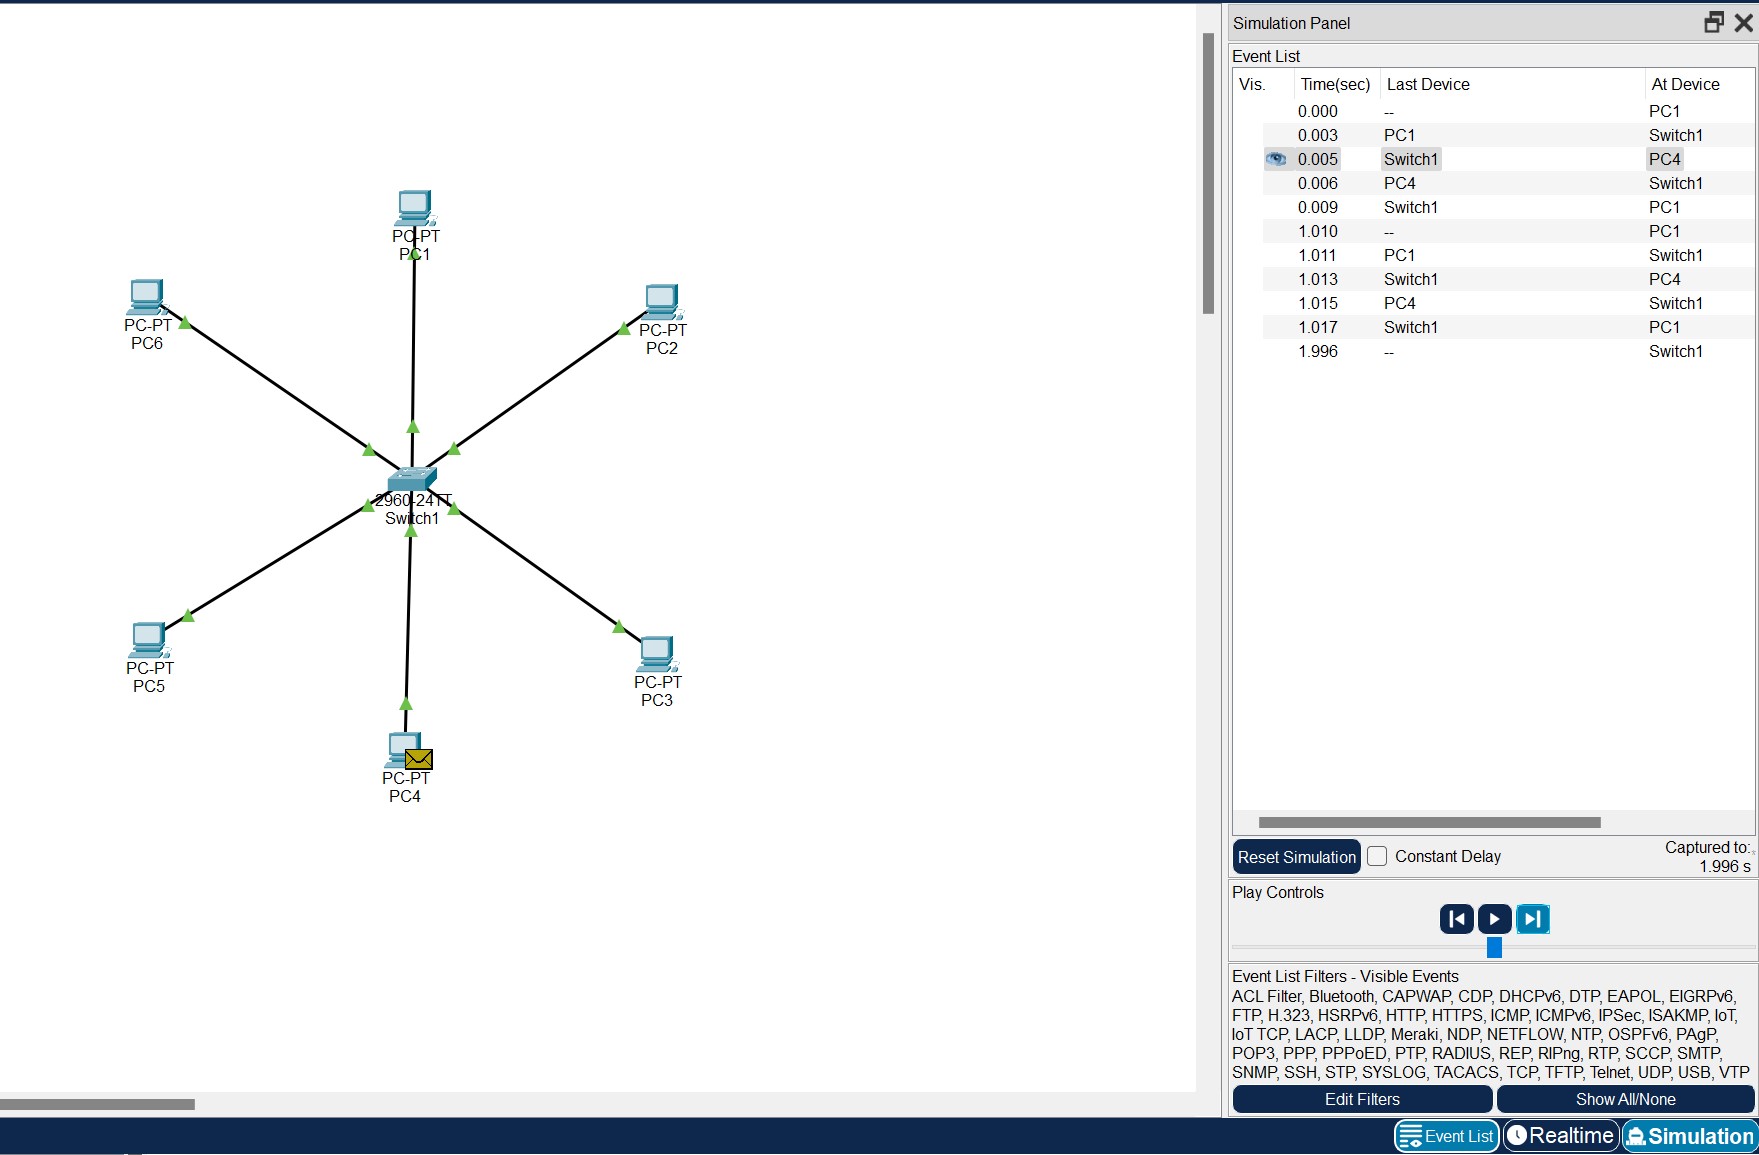 Simulation Panel
Event List
Vis. Time(sec) Last Device At Device
0.000 -- PC1
0.003 PC1 Switch1
0.005 Switch1 PC4
0.006 PC4 Switch1
0.009 Switch1 PC1
1.010 -- PC1
1.011 PC1 Switch1
1.013 Switch1 PC4
1.015 PC4 Switch1
1.017 Switch1 PC1
1.996 -- Switch1
PC-PT
PC1
PC-PT
PC6
PC-PT
PC2
2960-24TT
Switch1
PC-PT
PC5
PC-PT
PC3
PC-PT
PC4
Reset Simulation Constant Delay Captured to:
1.996 s
Play Controls
Event List Filters - Visible Events
ACL Filter, Bluetooth, CAPWAP, CDP, DHCPv6, DTP, EAPOL, EIGRPv6,
FTP, H.323, HSRPv6, HTTP, HTTPS, ICMP, ICMPv6, IPSec, ISAKMP, IoT,
IoT TCP, LACP, LLDP, Meraki, NDP, NETFLOW, NTP, OSPFv6, PAgP,
POP3, PPP, PPPoED, PTP, RADIUS, REP, RIPng, RTP, SCCP, SMTP,
SNMP, SSH, STP, SYSLOG, TACACS, TCP, TFTP, Telnet, UDP, USB, VTP
Edit Filters Show All/None
Event List Realtime Simulation